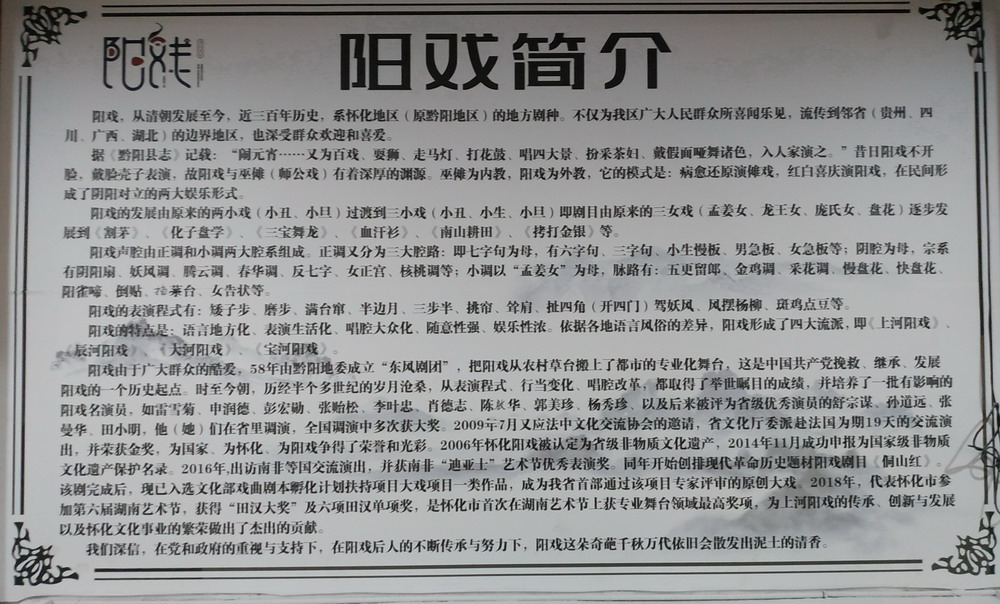 阳戏
阳戏简介
阳戏，从清朝发展至今，近三百年历史，系怀化地区（原黔阳地区）的地方剧种。不仅为我区广大人民群众所喜闻乐见，流传到邻省（贵州、四
川、广西、湖北）的边界地区，也深受群众欢迎和喜爱。
据《黔阳县志》记载：“闹元宵……又为百戏、耍狮、走马灯、打花鼓、唱四大景、扮采茶妇、戴假面哑舞诸色，入人家演之。”昔日阳戏不开
脸，戴脸壳子表演，故阳戏与巫傩（师公戏）有着深厚的渊源。巫傩为内教，阳戏为外教，它的模式是：病愈还原演傩戏，红白喜庆演阳戏，在民间形
成了阴阳对立的两大娱乐形式。
阳戏的发展由原来的两小戏（小丑、小旦）过渡到三小戏（小丑、小生、小旦）即剧目由原来的三女戏（孟姜女、龙王女、庞氏女、盘花）逐步发
展到《割茅》、《化子盘学》、《三宝舞龙》、《血汗衫》、《南山耕田》、《拷打金银》等。
阳戏声腔由正调和小调两大腔系组成。正调又分为三大腔路：即七字句为母，有六字句、三字句、小生慢板、男急板、女急板等；阴腔为母，宗系
有阴阳扇、妖风调、腾云调、春华调、反七字、女正宫、核桃调等；小调以“孟姜女”为母，脉路有：五更留郎、金鸡调、采花调、慢盘花、快盘花、
阳雀啼、倒贴、台、女告状等。
阳戏的表演程式有：矮子步、磨步、满台窜、半边月、三步半、挑帘、耸肩、扯四角（开四门）驾妖风、风摆杨柳、斑鸡点豆等。
阳戏的特点是：语言地方化、表演生活化、唱腔大众化、随意性强、娱乐性浓。依据各地语言风俗的差异，阳戏形成了四大流派，即《上河阳戏》、
《辰河阳戏》、《大河阳戏》、《宝河阳戏》。
阳戏由于广大群众的酷爱，58年由黔阳地委成立“东风剧团”，把阳戏从农村草台搬上了都市的专业化舞台，这是中国共产党挽救、继承、发展
阳戏的一个历史起点。时至今朝，历经半个多世纪的岁月沧桑，从表演程式、行当变化、唱腔改革，都取得了举世瞩目的成绩，并培养了一批有影响的
阳戏名演员，如雷雪菊、申润德、彭宏勋、张贻松、李叶忠、肖德志、陈华、郭美珍、杨秀珍、以及后来被评为省级优秀演员的舒宗谋、孙道远、张
曼华、田小明，他（她）们在省里调演，全国调演中多次获大奖。2009年7月又应法中文化交流协会的邀请，省文化厅委派赴法国为期19天的交流演
出，并荣获金奖，为国家、为怀化、为阳戏争得了荣誉和光彩。2006年怀化阳戏被认定为省级非物质文化遗产，2014年11月成功申报为国家级非物质
文化遗产保护名录。2016年，出访南非等国交流演出，并获南非“迪亚士”艺术节优秀表演奖。同年开始创排现代革命历史题材阳戏剧目《侗山红》。
该剧完成后，现已入选文化部戏曲剧本孵化计划扶持项目大戏项目一类作品，成为我省首部通过该项目专家评审的原创大戏。2018年，代表怀化市参
加第六届湖南艺术节，获得“田汉大奖”及六项田汉单项奖，是怀化市首次在湖南艺术节上获专业舞台领域最高奖项，为上河阳戏的传承、创新与发展
以及怀化文化事业的繁荣做出了杰出的贡献。
我们深信，在党和政府的重视与支持下，在阳戏后人的不断传承与努力下，阳戏这朵奇葩千秋万代依旧会散发出泥土的清香。